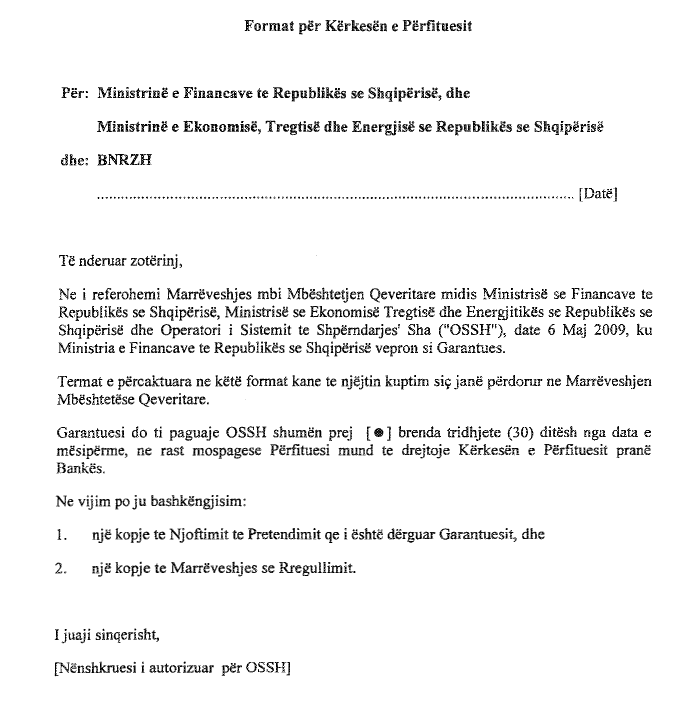 Format për Kërkesën e Përfituesit
Për: Ministrinë e Financave te Republikës se Shqipërisë, dhe
Ministrinë e Ekonomisë, Tregtisë dhe Energjisë se Republikës se Shqipërisë
dhe: BNRZH
.......................................................................................................... [Datë]
Të nderuar zotërinj,
Ne i referohemi Marrëveshjes mbi Mbështetjen Qeveritare midis Ministrisë se Financave te
Republikës se Shqipërisë, Ministrisë se Ekonomisë Tregtisë dhe Energjitikës se Republikës se
Shqipërisë dhe Operatori i Sistemit te Shpërndarjes' Sha ("OSSH"), date 6 Maj 2009, ku
Ministria e Financave te Republikës se Shqipërisë vepron si Garantues.
Termat e përcaktuara ne këtë format kane te njëjtin kuptim siç janë përdorur ne Marrëveshjen
Mbështetëse Qeveritare.
Garantuesi do ti paguaje OSSH shumën prej [●] brenda tridhjete (30) ditësh nga data e
mësipërme, ne rast mospagese Përfituesi mund te drejtoje Kërkesën e Përfituesit pranë
Bankës.
Ne vijim po ju bashkëngjisim:
1. një kopje te Njoftimit te Pretendimit qe i është dërguar Garantuesit, dhe
2. një kopje te Marrëveshjes se Rregullimit.
I juaji sinqerisht,
[Nënshkruesi i autorizuar për OSSH]